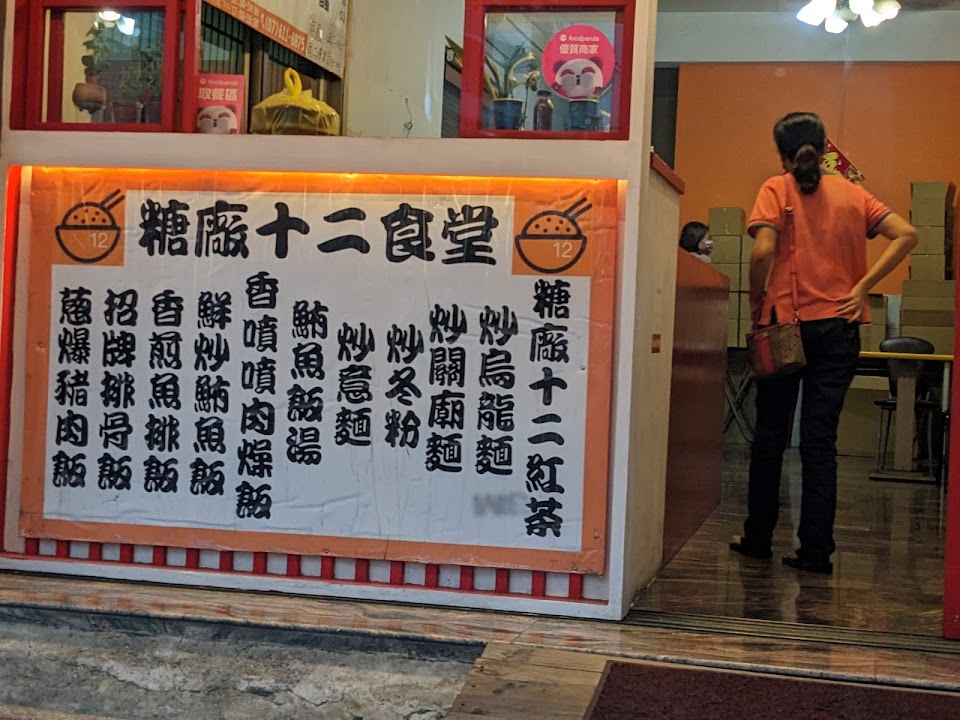 (07)611-8875
foodpanda
取餐區
foodpanda
優質商家
12
糖廠十二食堂
12
糖廠十二紅茶
炒烏龍麵
炒關廟麵
炒冬粉
炒意麵
鮪魚飯湯
香噴噴肉燥飯
鮮炒鮪魚飯
香煎魚排飯
招牌排骨飯
蔥爆豬肉飯